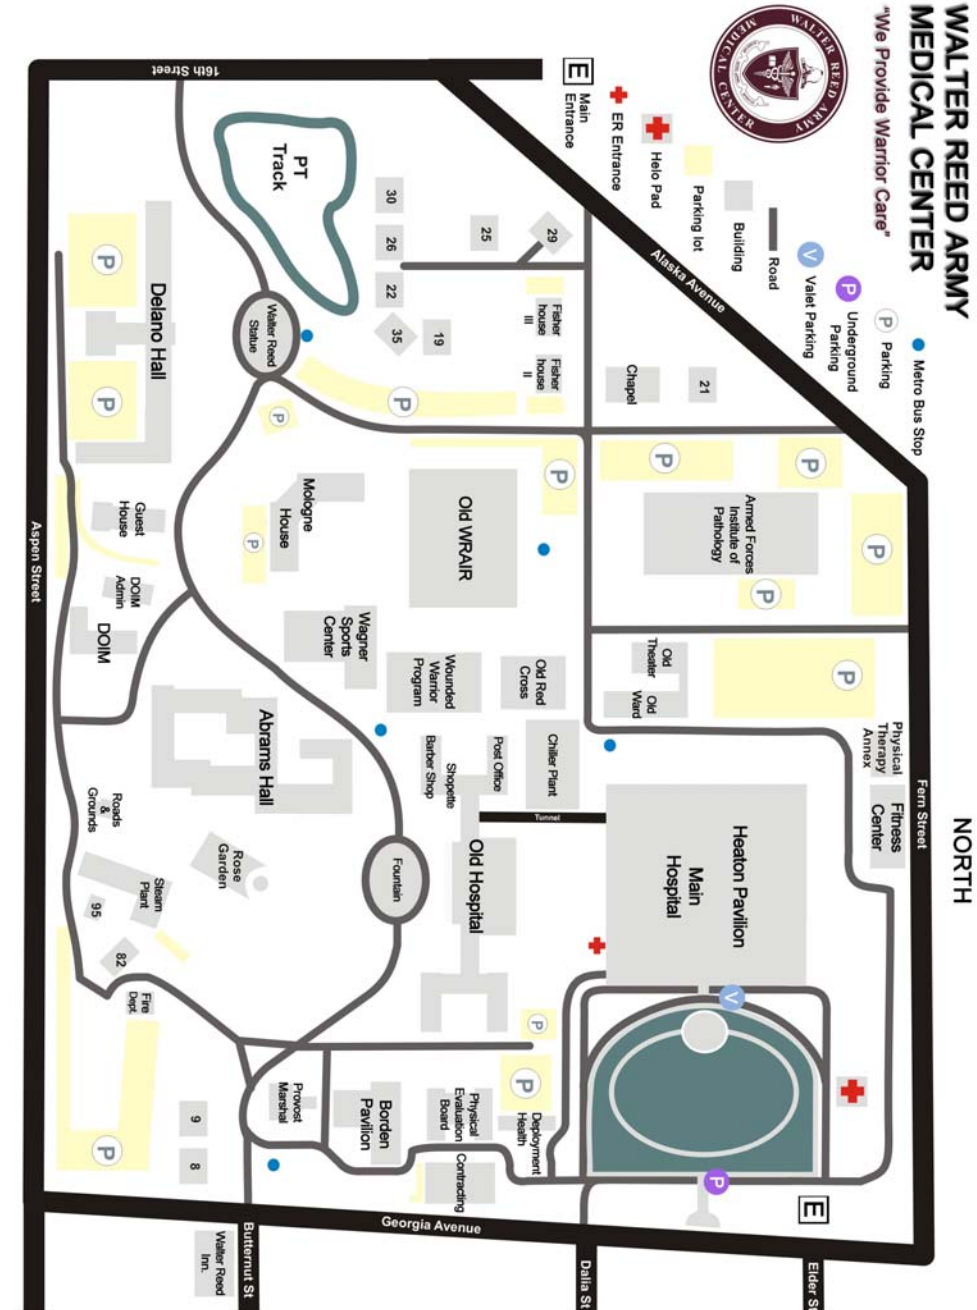 WALTER REED ARMY
MEDICAL CENTER
"We Provide Warrior Care"
WALTER REED ARMY
MEDICAL CENTER
Metro Bus Stop
P
Parking
P
Underground
Parking
V
Valet Parking
Road
Building
Parking lot
Helo Pad
ER Entrance
E
Main
Entrance
NORTH
16th Street
Alaska Avenue
Fern Street
Aspen Street
Georgia Avenue
Butternut St
Dalia St
Elder S
PT
Track
30
26
22
35
19
25
29
Fisher
house
III
Fisher
house
II
Chapel
21
P
Delano Hall
P
Walter Reed
Statue
P
P
P
P
P
P
P
Armed Forces
Institute of
Pathology
Old WRAIR
Mologne
House
P
Guest
House
DOIM
Admin
DOIM
Wagner
Sports
Center
Wounded
Warrior
Program
Old Red
Cross
Old
Theater
Old
Ward
P
Physical
Therapy
Annex
Fitness
Center
Chiller Plant
Post Office
Shopette
Barber Shop
Abrams Hall
Tunnel
Old Hospital
Heaton Pavilion
Main
Hospital
Fountain
Rose
Garden
Roads
&
Grounds
Steam
Plant
95
82
Fire
Dept.
V
P
P
Deployment
Health
Physical
Evaluation
Board
Borden
Pavilion
Provost
Marshal
9
8
P
Contracting
P
E
Walter Reed
Inn.